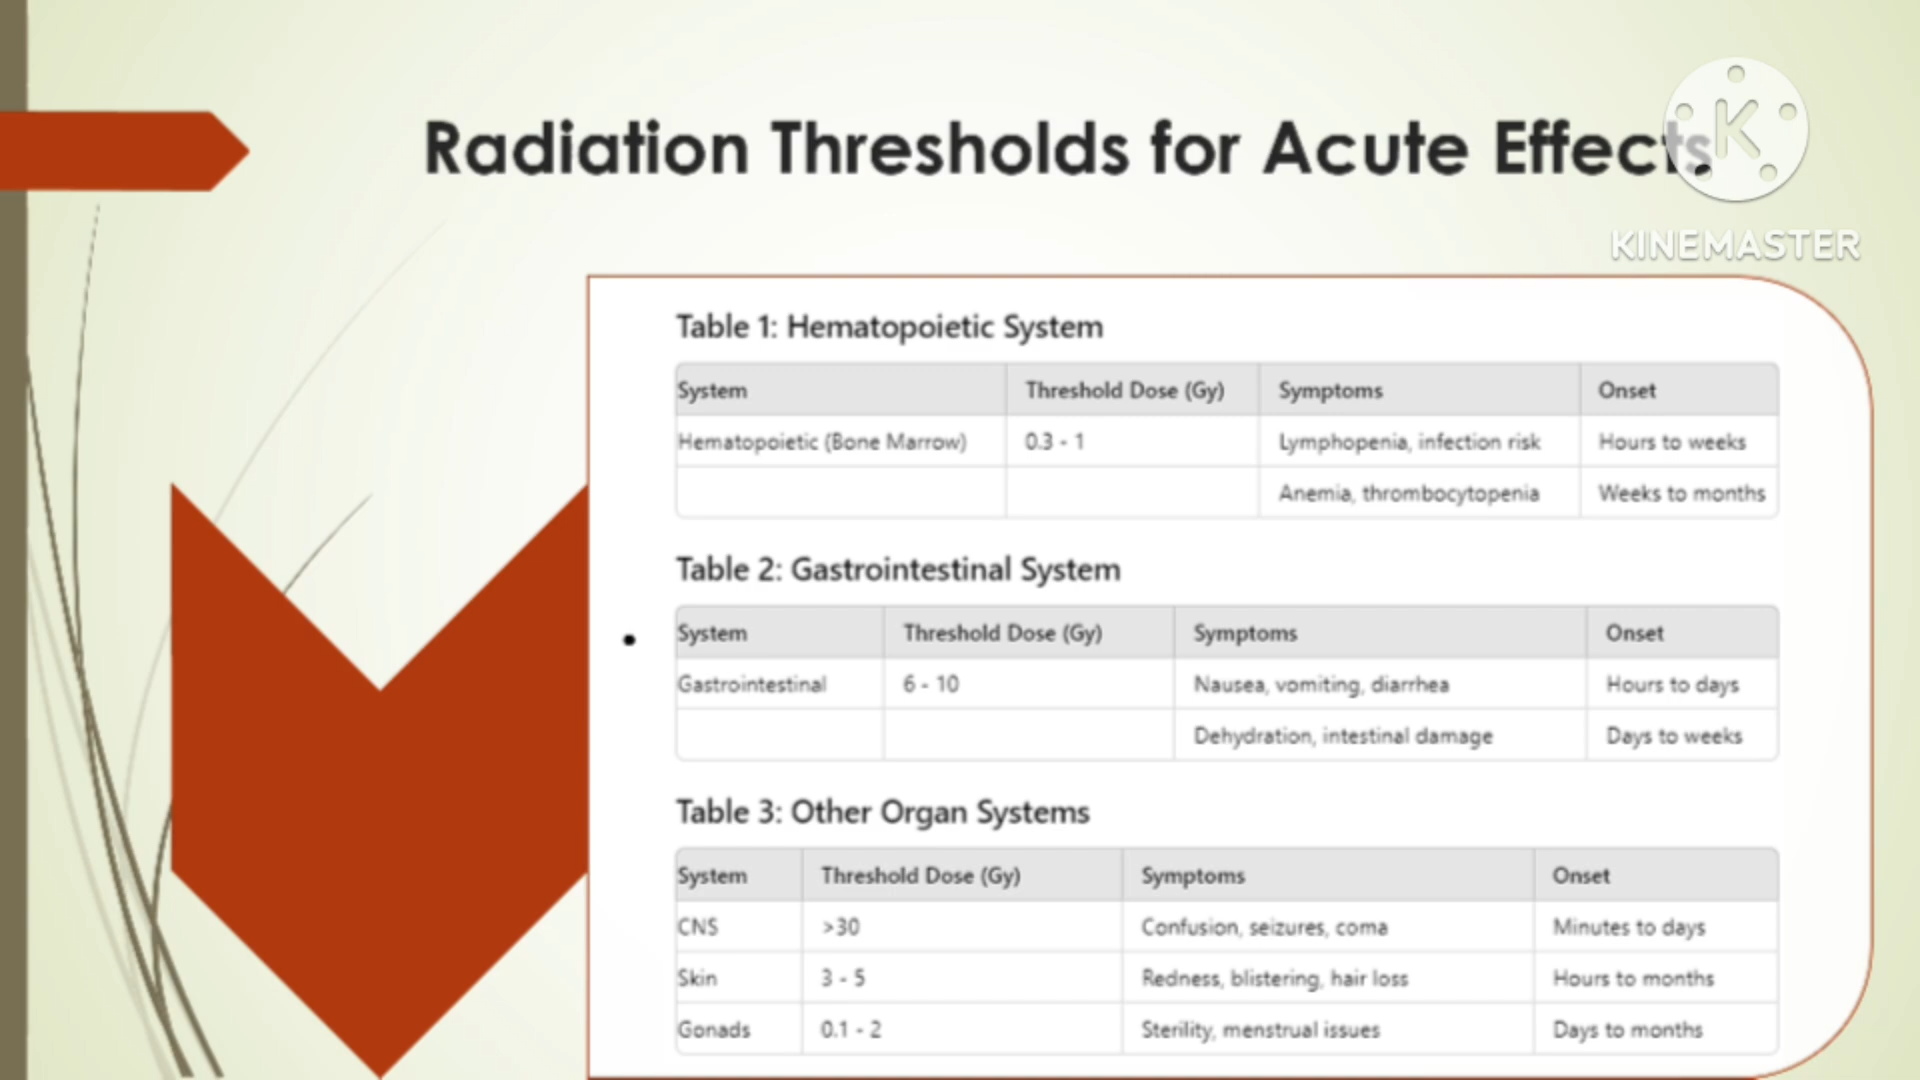 Radiation Thresholds for Acute Effects
K
KINEMASTER
Table 1: Hematopoietic System
System Threshold Dose (Gy) Symptoms Onset
Hematopoietic (Bone Marrow) 0.3 - 1 Lymphopenia, infection risk Hours to weeks
Anemia, thrombocytopenia Weeks to months
Table 2: Gastrointestinal System
• System Threshold Dose (Gy) Symptoms Onset
Gastrointestinal 6 - 10 Nausea, vomiting, diarrhea Hours to days
Dehydration, intestinal damage Days to weeks
Table 3: Other Organ Systems
System Threshold Dose (Gy) Symptoms Onset
CNS >30 Confusion, seizures, coma Minutes to days
Skin 3 - 5 Redness, blistering, hair loss Hours to months
Gonads 0.1 - 2 Sterility, menstrual issues Days to months